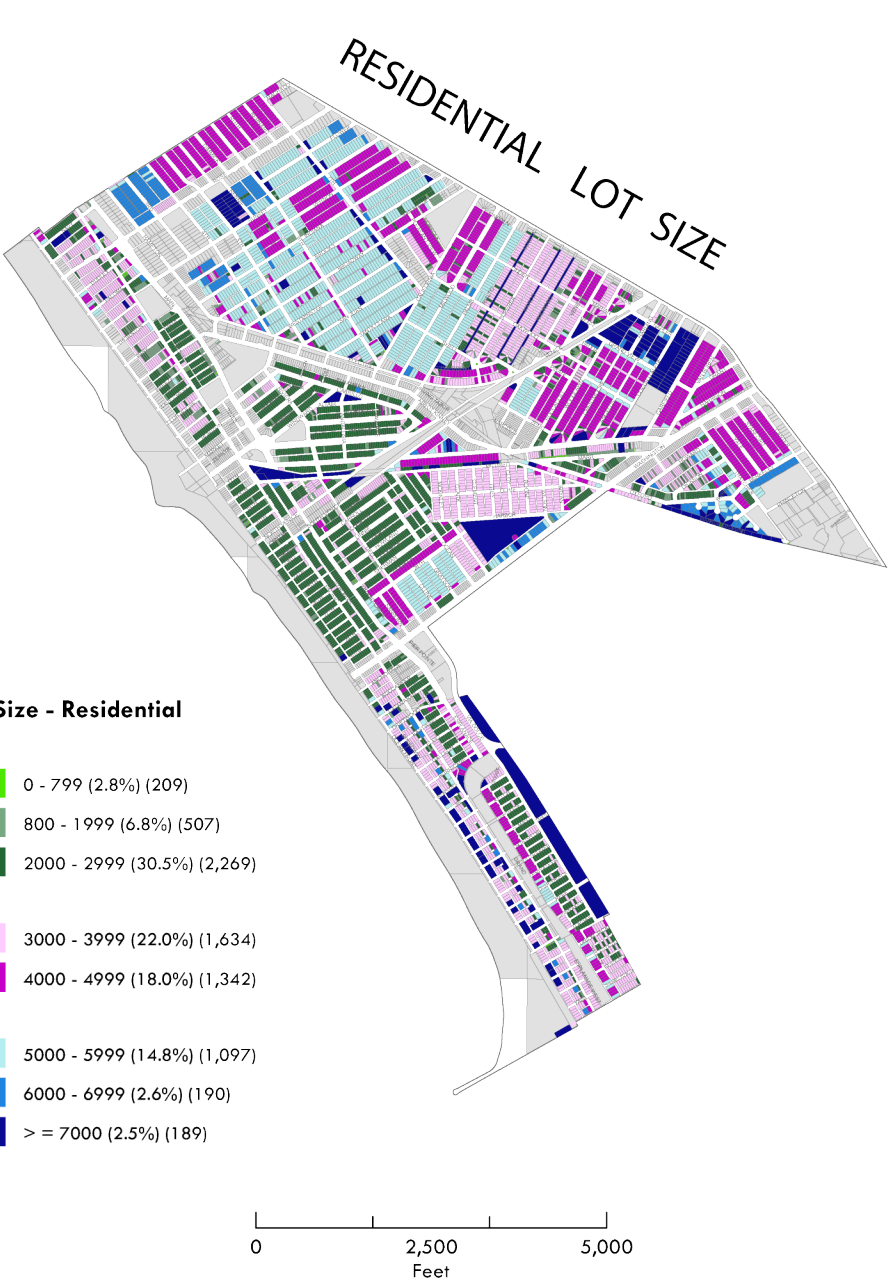 RESIDENTIAL LOT SIZE
Size - Residential
0 - 799 (2.8%) (209)
800 - 1999 (6.8%) (507)
2000 - 2999 (30.5%) (2,269)
3000 - 3999 (22.0%) (1,634)
4000 - 4999 (18.0%) (1,342)
5000 - 5999 (14.8%) (1,097)
6000 - 6999 (2.6%) (190)
> = 7000 (2.5%) (189)
0 2,500 5,000
Feet